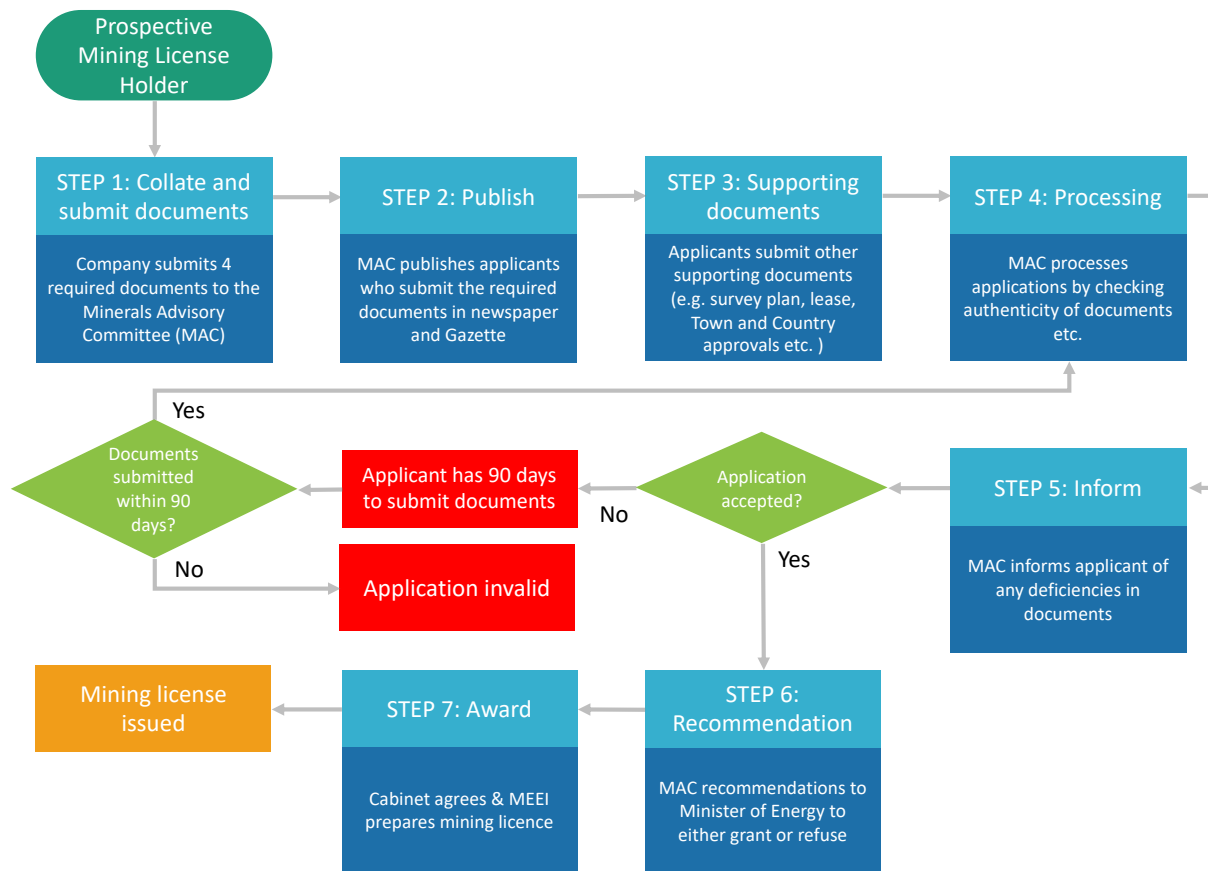 Prospective
Mining License
Holder
STEP 1: Collate and
submit documents
Company submits 4
required documents to the
Minerals Advisory
Committee (MAC)
STEP 2: Publish
MAC publishes applicants
who submit the required
documents in newspaper
and Gazette
STEP 3: Supporting
documents
Applicants submit other
supporting documents
(e.g. survey plan, lease,
Town and Country
approvals etc. )
STEP 4: Processing
MAC processes
applications by checking
authenticity of documents
etc.
STEP 5: Inform
MAC informs applicant of
any deficiencies in
documents
Application
accepted?
No
Yes
Applicant has 90 days
to submit documents
Documents
submitted
within 90
days?
Yes
No
Application invalid
STEP 6:
Recommendation
MAC recommendations to
Minister of Energy to
either grant or refuse
STEP 7: Award
Cabinet agrees & MEEI
prepares mining licence
Mining license
issued